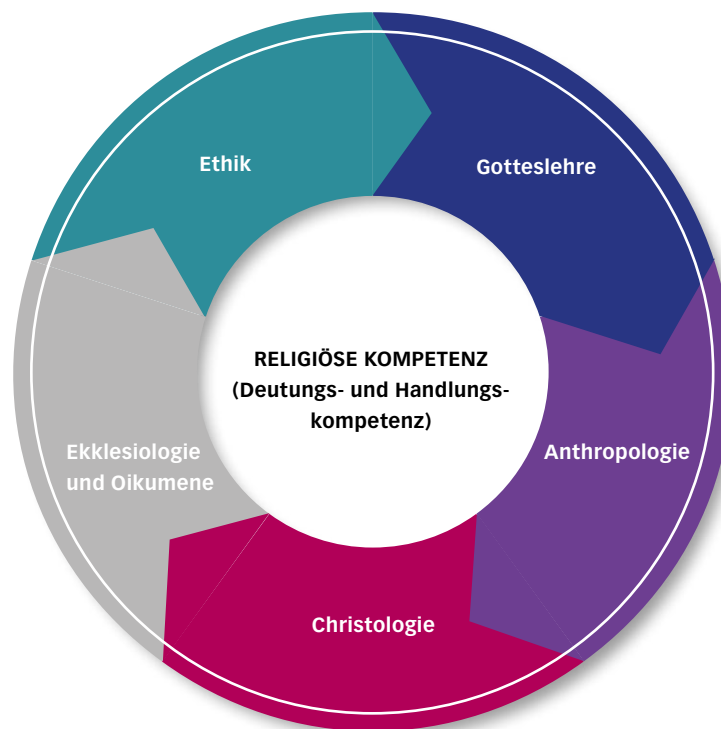 Ethik
Gotteslehre
RELIGIÖSE KOMPETENZ
(Deutungs- und Handlungs-
kompetenz)
Ekklesiologie
und Oikumene
Anthropologie
Christologie